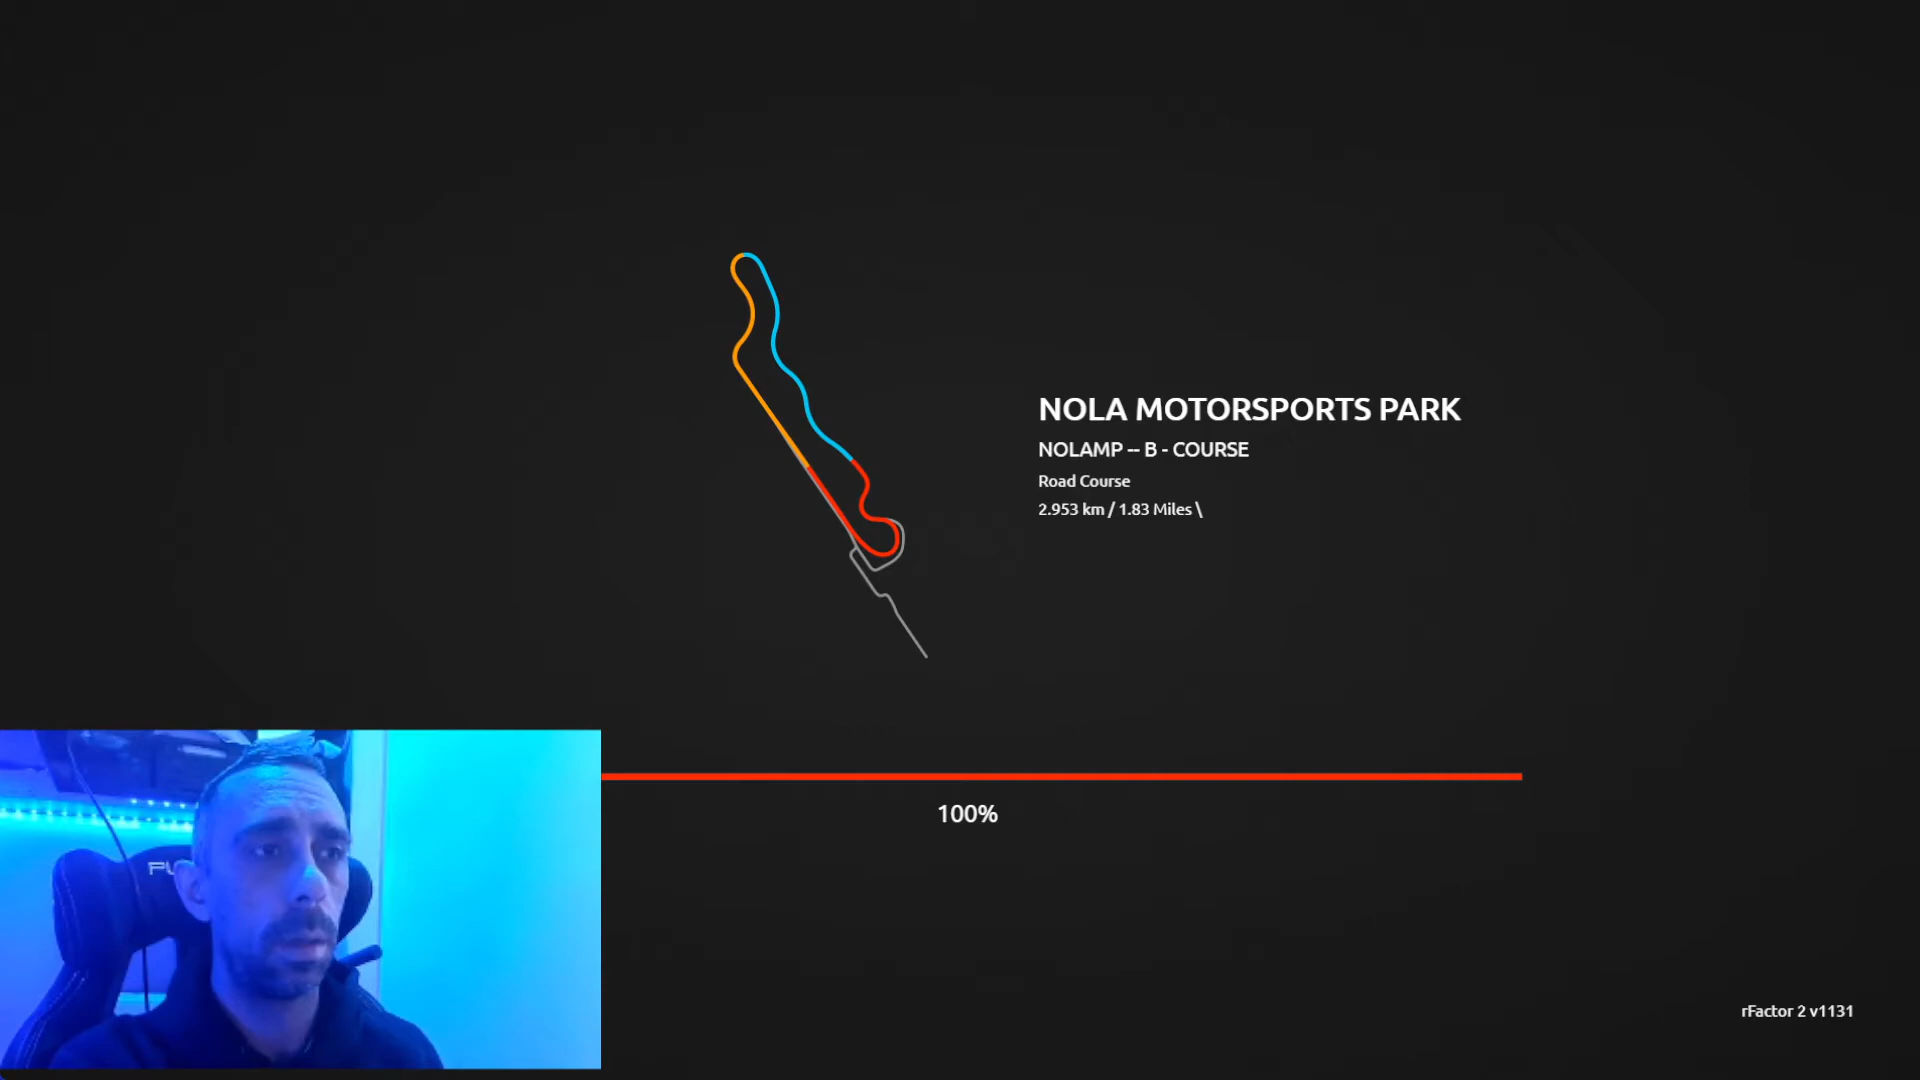 NOLA MOTORSPORTS PARK
NOLAMP -- B - COURSE
Road Course
2.953 km / 1.83 Miles \
100%
rFactor 2 v1131